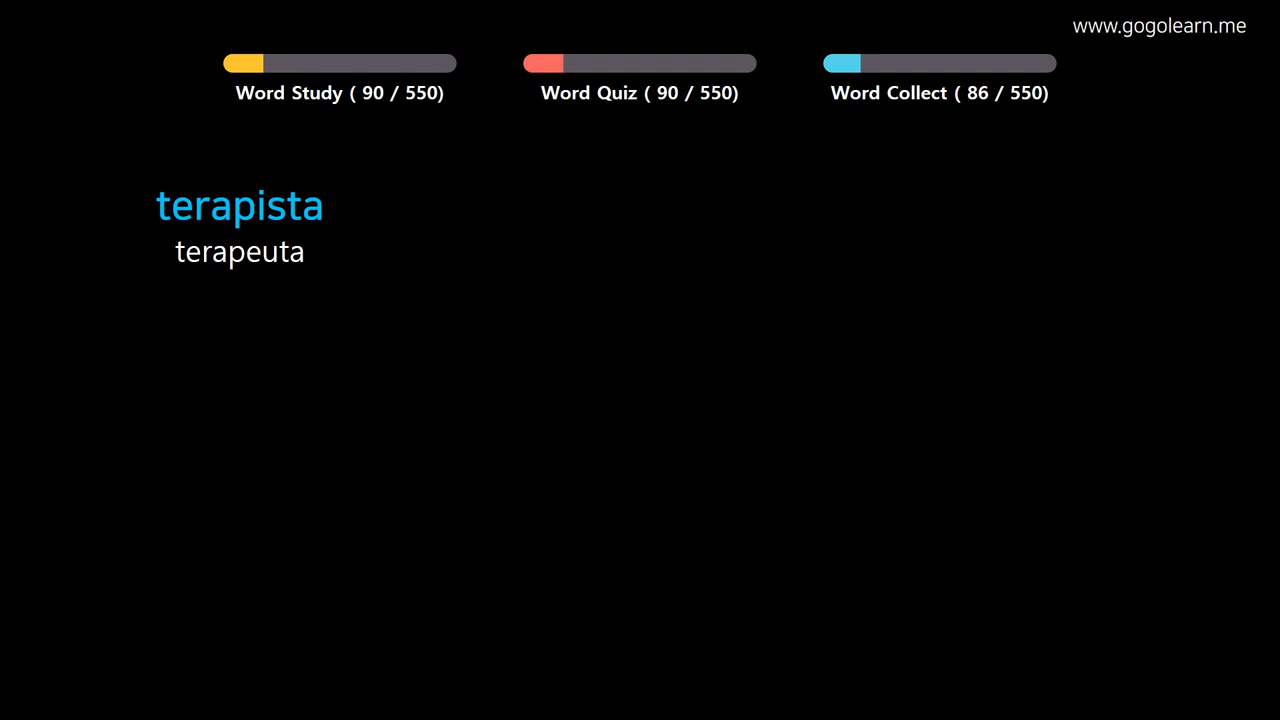 www.gogolearn.me
Word Study ( 90 / 550)
Word Quiz ( 90 / 550)
Word Collect ( 86 / 550)
terapista
terapeuta